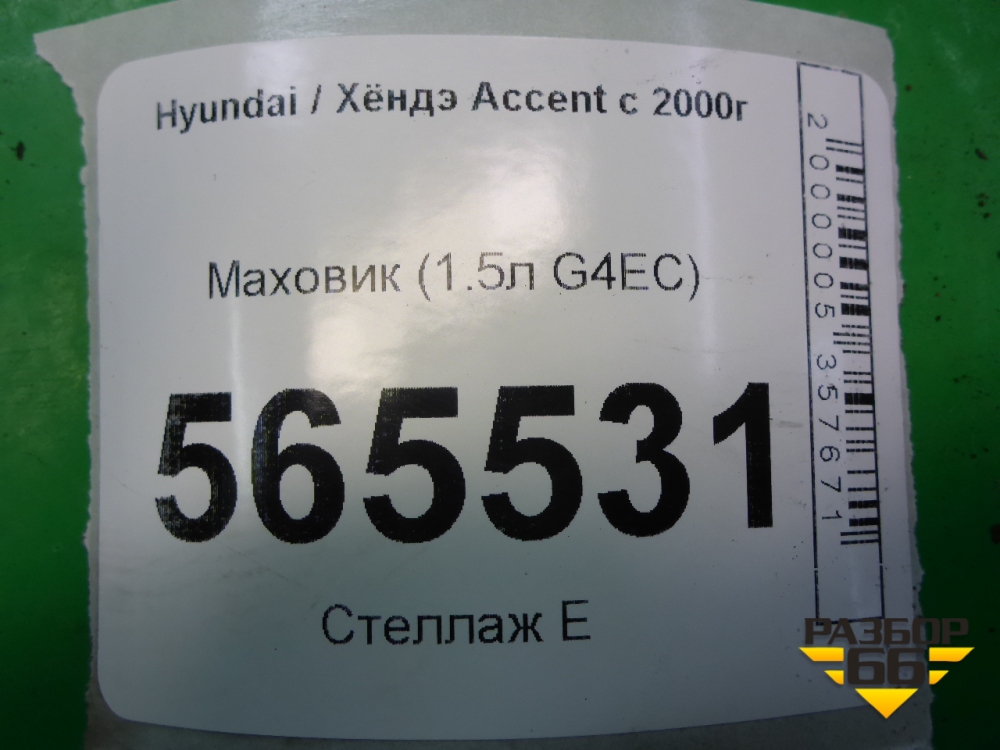 Hyundai / Хёндэ Accent с 2000г
Маховик (1.5л G4EC)
565531
Стеллаж Е
2000005357671
РАЗБОР
66